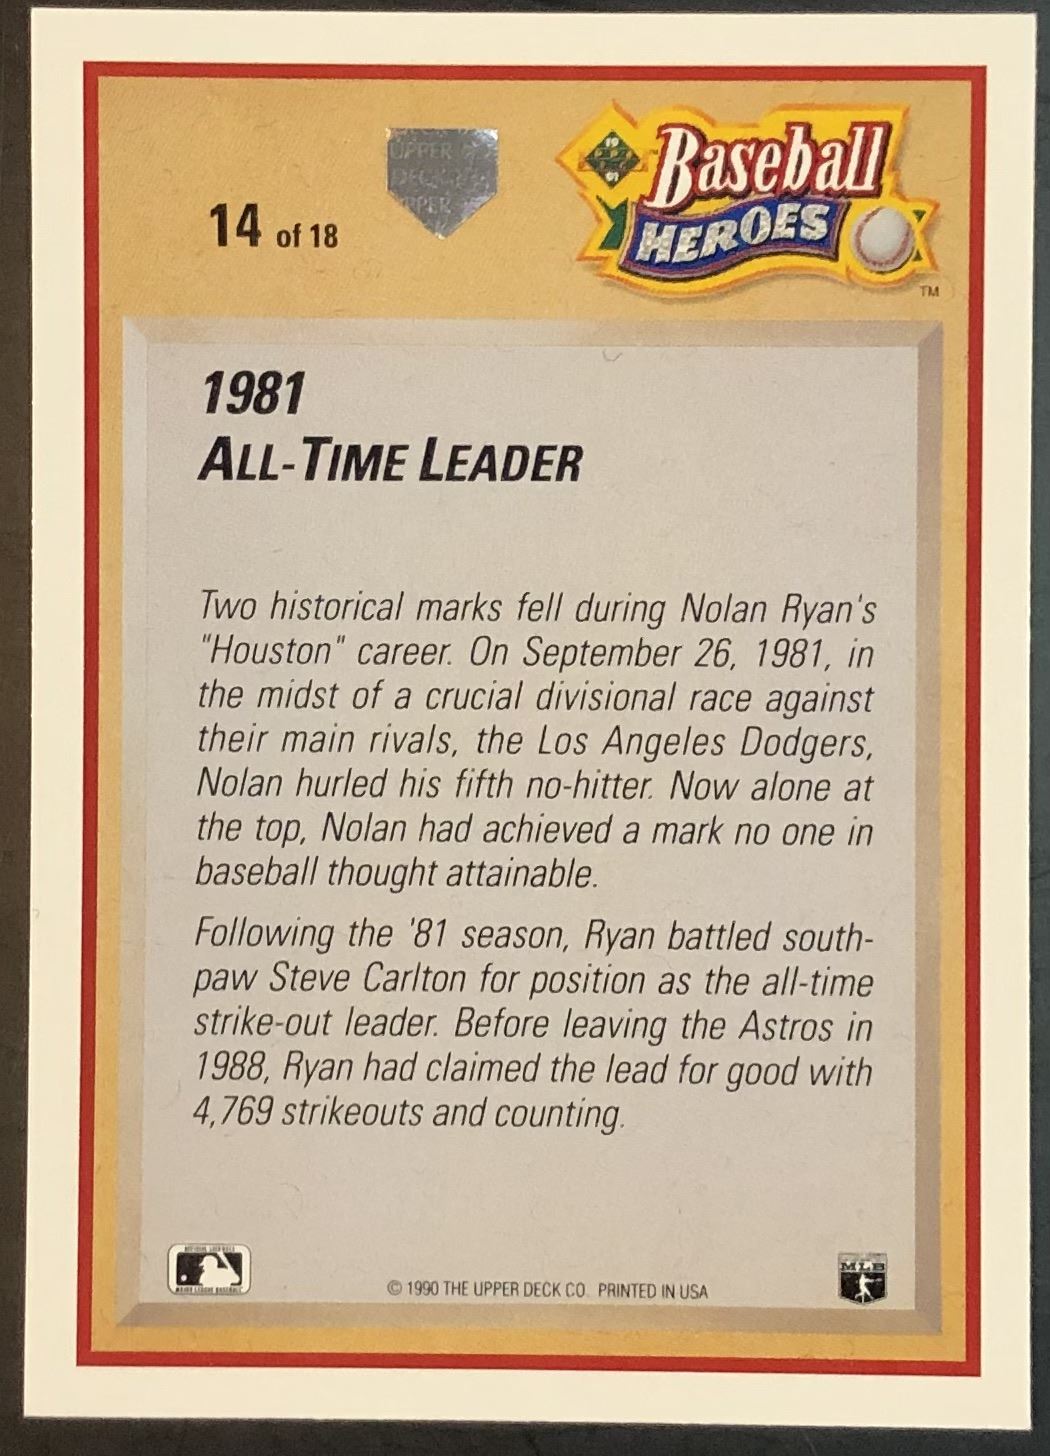 14 of 18
UPPER
DECK
UPPER
19
91
Baseball
HEROES
TM
1981
ALL-TIME LEADER
Two historical marks fell during Nolan Ryan's
"Houston" career. On September 26, 1981, in
the midst of a crucial divisional race against
their main rivals, the Los Angeles Dodgers,
Nolan hurled his fifth no-hitter. Now alone at
the top, Nolan had achieved a mark no one in
baseball thought attainable.
Following the '81 season, Ryan battled south-
paw Steve Carlton for position as the all-time
strike-out leader. Before leaving the Astros in
1988, Ryan had claimed the lead for good with
4,769 strikeouts and counting.
© 1990 THE UPPER DECK CO. PRINTED IN USA
MLB